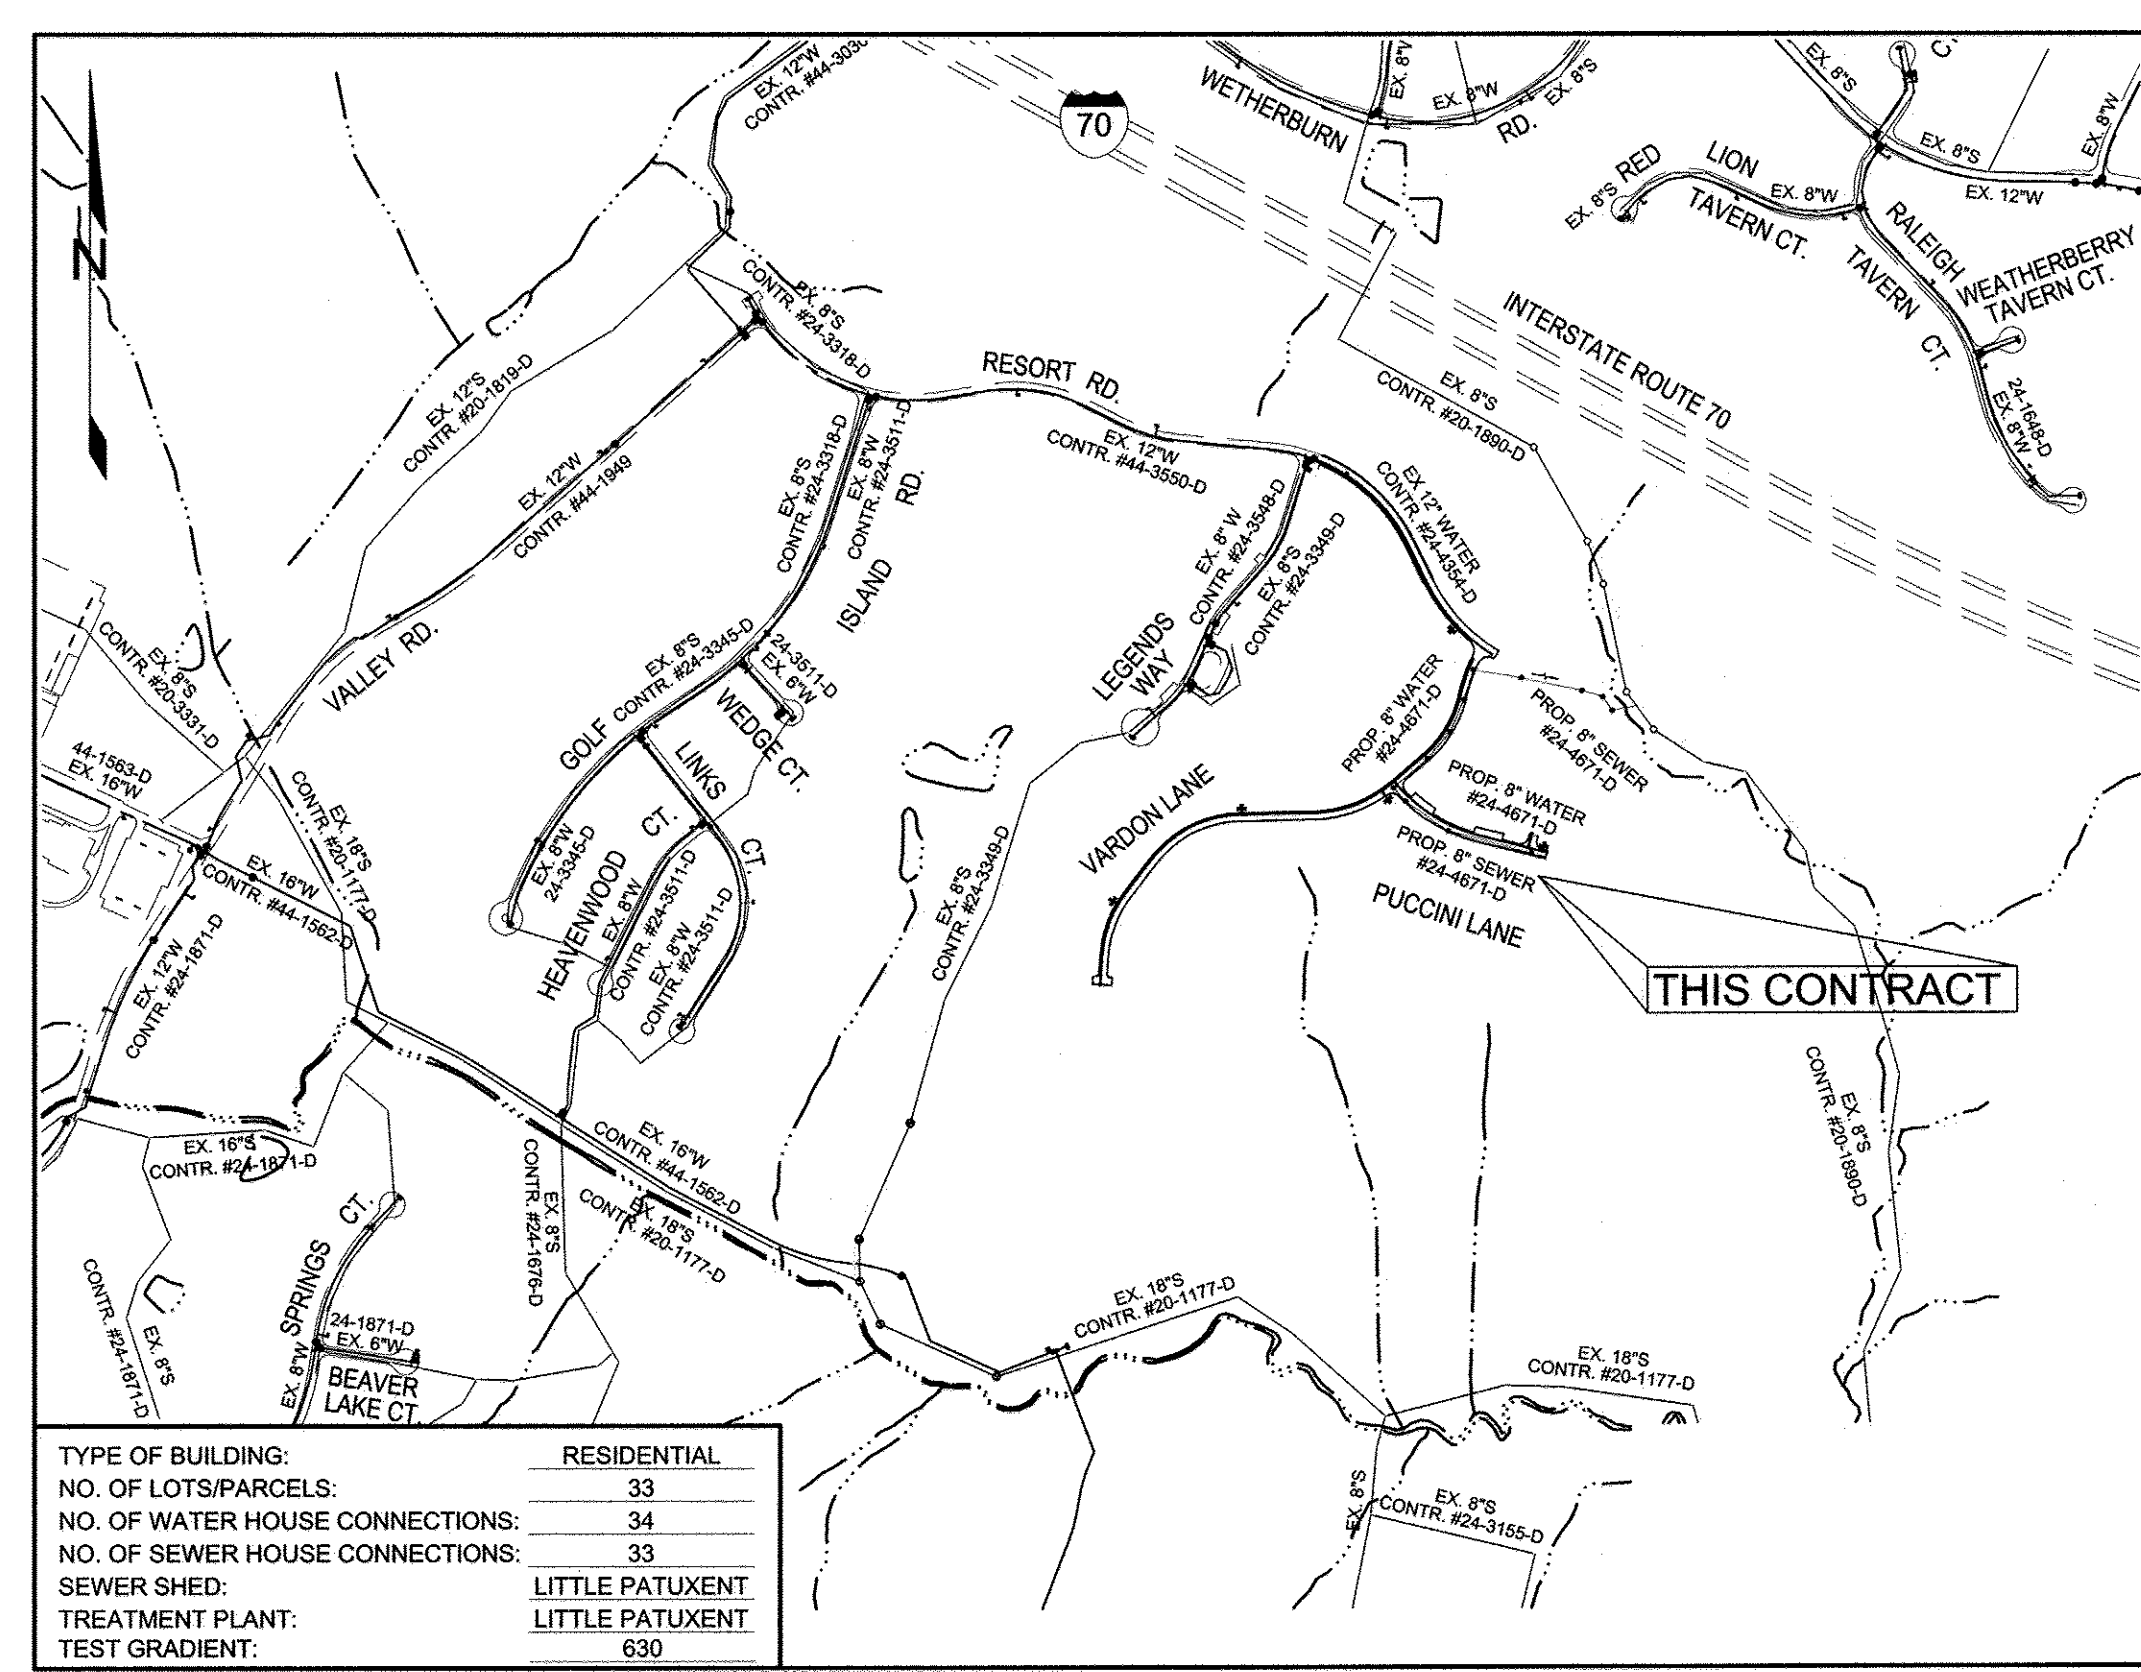 EX. 12"W
N
70
WETHERBURN
RD.
EX. 8"W
EX. 8"S
EX. 8"S
EX. 8"S
EX. 8"W
EX. 12"W
EX. 8"S
RED
LION
TAVERN CT.
EX. 8"W
RALEIGH
TAVERN
CT.
WEATHERBERRY
TAVERN CT.
24-1648-D
EX. 8"W
INTERSTATE ROUTE 70
EX. 8"S
CONTR. #20-1890-D
EX. 8"S
CONTR. #24-3318-D
RESORT RD.
EX. 12"S
CONTR. #20-1819-D
EX. 12"W
CONTR. #44-1949
EX. 8"S
CONTR. #24-3318-D
EX. 8"W
CONTR. #24-3511-D
ISLAND RD.
EX. 12"W
CONTR. #44-3550-D
EX 12" WATER
CONTR. #24-4354-D
EX. 8" W
CONTR. #24-3548-D
EX. 8"S
CONTR. #24-3349-D
LEGENDS
WAY
VALLEY RD.
EX. 8"S
CONTR. #20-3331-D
44-1563-D
EX. 16"W
EX. 8"S
CONTR. #24-3345-D
24-3511-D
EX. 6"W
WEDGE CT.
GOLF
LINKS
CT.
EX. 8"W
24-3345-D
HEAVENWOOD
CT.
EX. 8"W
CONTR. #24-3511-D
EX. 8"W
CONTR. #24-3511-D
EX. 18"S
CONTR. #20-1177-D
EX. 16"W
CONTR. #44-1562-D
EX. 12"W
CONTR. #24-1871-D
PROP. 8" WATER
#24-4671-D
PROP. 8" SEWER
#24-4671-D
PROP. 8" WATER
#24-4671-D
PROP. 8" SEWER
#24-4671-D
VARDON LANE
PUCCINI LANE
THIS CONTRACT
EX. 8"S
CONTR. #24-3349-D
EX. 8"S
CONTR. #20-1890-D
EX. 16"S
CONTR. #24-1871-D
EX. 16"W
CONTR. #44-1562-D
EX. 18"S
CONTR. #20-1177-D
EX. 8"S
CONTR. #24-1676-D
SPRINGS
CT.
24-1871-D
EX. 6"W
EX. 8"W
BEAVER
LAKE CT.
EX. 8"S
CONTR. #24-1871-D
EX. 18"S
CONTR. #20-1177-D
EX. 18"S
CONTR. #20-1177-D
EX. 8"S
EX. 8"S
CONTR. #24-3155-D
TYPE OF BUILDING: RESIDENTIAL
NO. OF LOTS/PARCELS: 33
NO. OF WATER HOUSE CONNECTIONS: 34
NO. OF SEWER HOUSE CONNECTIONS: 33
SEWER SHED: LITTLE PATUXENT
TREATMENT PLANT: LITTLE PATUXENT
TEST GRADIENT: 630